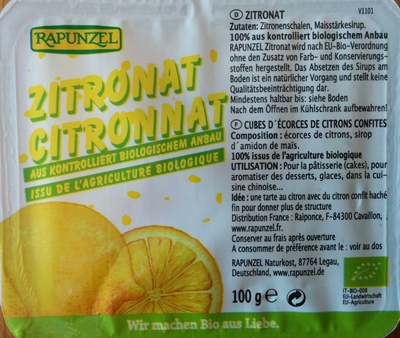 RAPUNZEL
ZITRONAT
CITRONNAT
AUS KONTROLLIERT BIOLOGISCHEM ANBAU
ISSU DE L'AGRICULTURE BIOLOGIQUE
D ZITRONAT
V1101
Zutaten: Zitronenschalen, Maisstärkesirup.
100% aus kontrolliert biologischem Anbau
RAPUNZEL Zitronat wird nach EU-Bio-Verordnung
ohne den Zusatz von Farb- und Konservierungs-
stoffen hergestellt. Das Absetzen des Sirups am
Boden ist ein natürlicher Vorgang und stellt keine
Qualitätsbeeinträchtigung dar.
Mindestens haltbar bis: siehe Boden
Nach dem Öffnen im Kühlschrank aufbewahren!
F CUBES D´ÉCORCES DE CITRONS CONFITES
Composition : écorces de citrons, sirop
d´amidon de maïs.
100% issus de l'agriculture biologique
UTILISATION : Pour la pâtisserie (cakes), pour
aromatiser des desserts, glaces, dans la cui-
sine chinoise...
Idée : une tarte au citron avec du citron confit haché
fin pour donner plus de structure
Distribution France : Raiponce, F-84300 Cavaillon,
www.rapunzel.fr.
Conserver au frais après ouverture
A consommer de préférence avant le : voir au dos
RAPUNZEL Naturkost, 87764 Legau,
Deutschland, www.rapunzel.de
100 g e
IT-BIO-008
EU-Landwirtschaft
EU-Agriculture
Wir machen Bio aus Liebe.